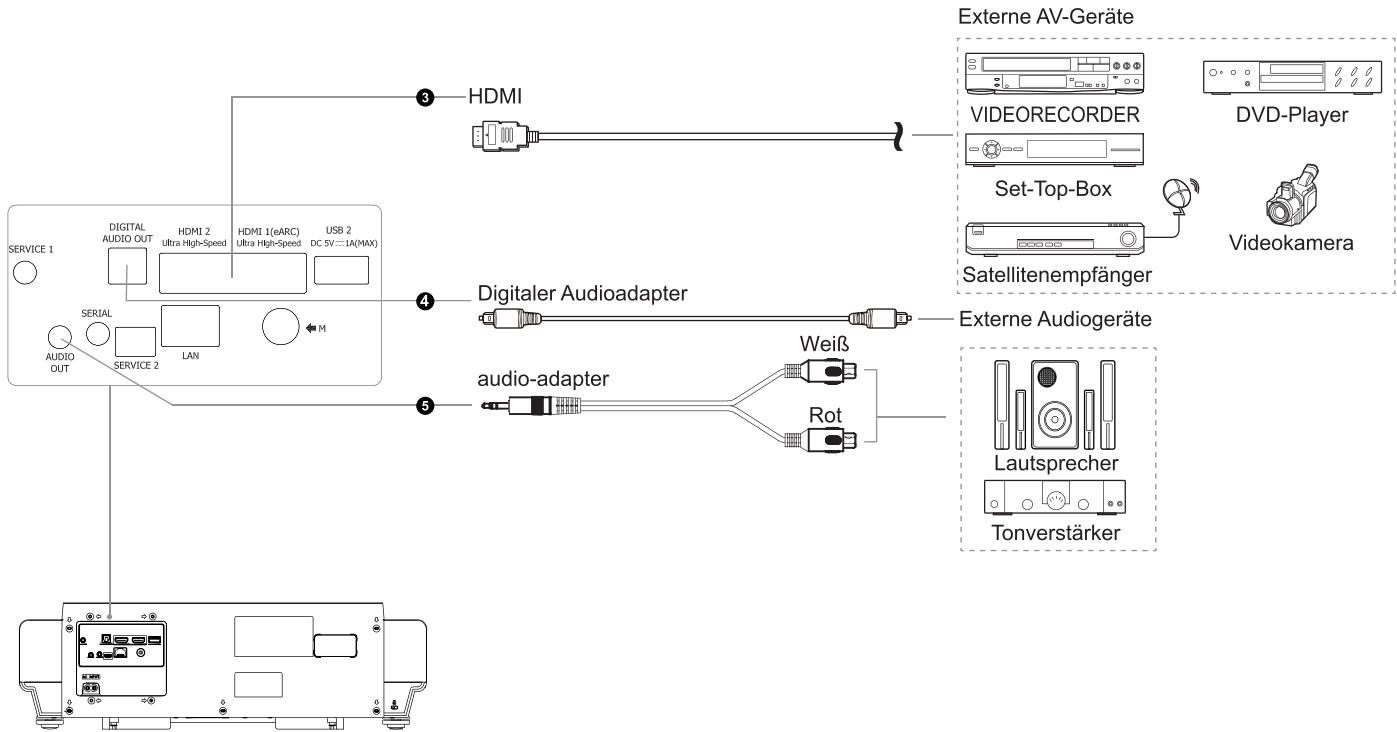 Externe AV-Geräte
3 HDMI
VIDEORECORDER
DVD-Player
Set-Top-Box
Videokamera
Satellitenempfänger
SERVICE 1
DIGITAL
AUDIO OUT
HDMI 2
Ultra High-Speed
HDMI 1(eARC)
Ultra High-Speed
USB 2
DC 5V⎓1A(MAX)
SERIAL
AUDIO
OUT
SERVICE 2
LAN
M
4 Digitaler Audioadapter
Externe Audiogeräte
5 audio-adapter
Weiß
Rot
Lautsprecher
Tonverstärker
AC INPUT